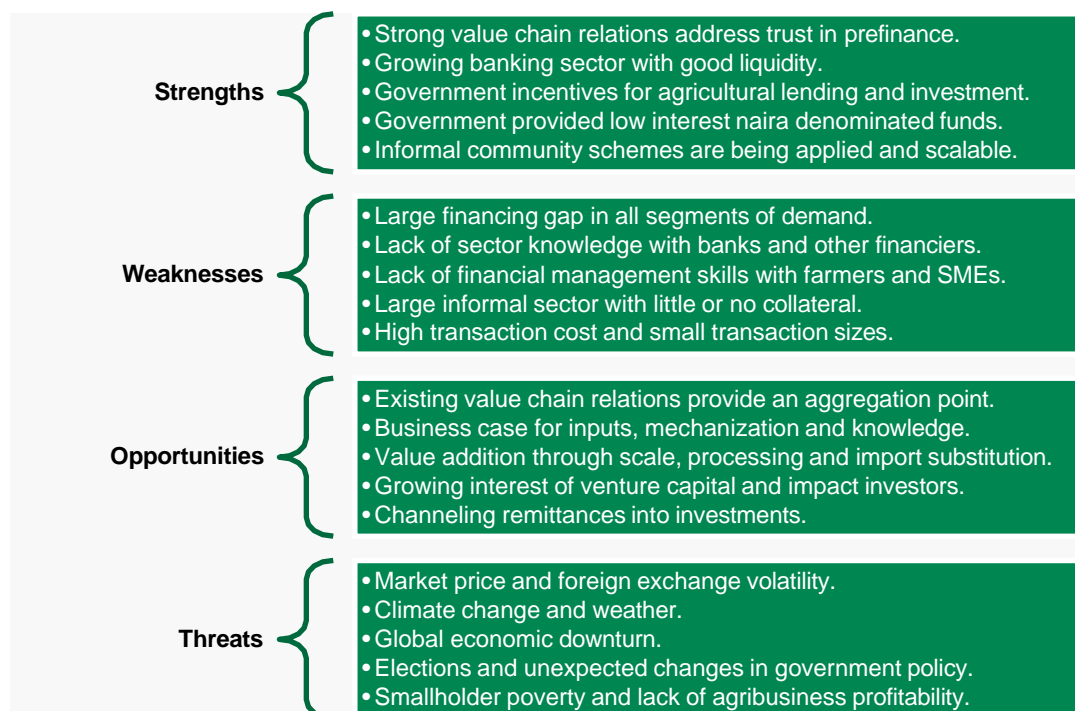 Strengths
• Strong value chain relations address trust in prefinance.
• Growing banking sector with good liquidity.
• Government incentives for agricultural lending and investment.
• Government provided low interest naira denominated funds.
• Informal community schemes are being applied and scalable.
Weaknesses
• Large financing gap in all segments of demand.
• Lack of sector knowledge with banks and other financiers.
• Lack of financial management skills with farmers and SMEs.
• Large informal sector with little or no collateral.
• High transaction cost and small transaction sizes.
Opportunities
• Existing value chain relations provide an aggregation point.
• Business case for inputs, mechanization and knowledge.
• Value addition through scale, processing and import substitution.
• Growing interest of venture capital and impact investors.
• Channeling remittances into investments.
Threats
• Market price and foreign exchange volatility.
• Climate change and weather.
• Global economic downturn.
• Elections and unexpected changes in government policy.
• Smallholder poverty and lack of agribusiness profitability.